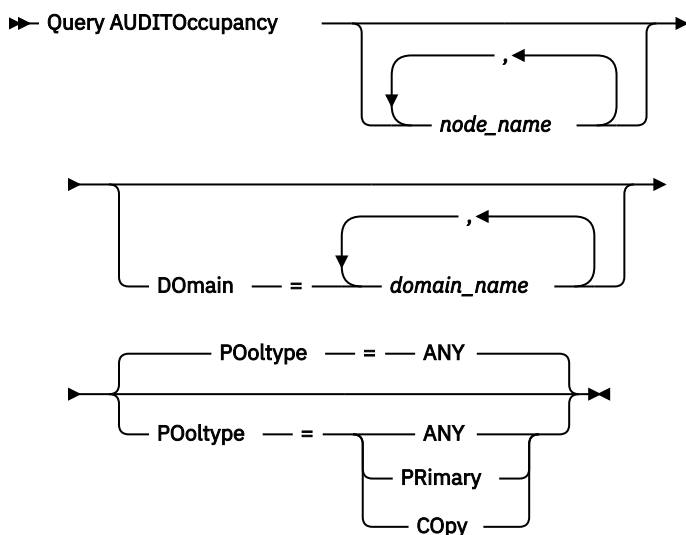 Query AUDITOccupancy
,
node_name
,
DOmain = domain_name
POoltype = ANY
POoltype = ANY
PRimary
COpy